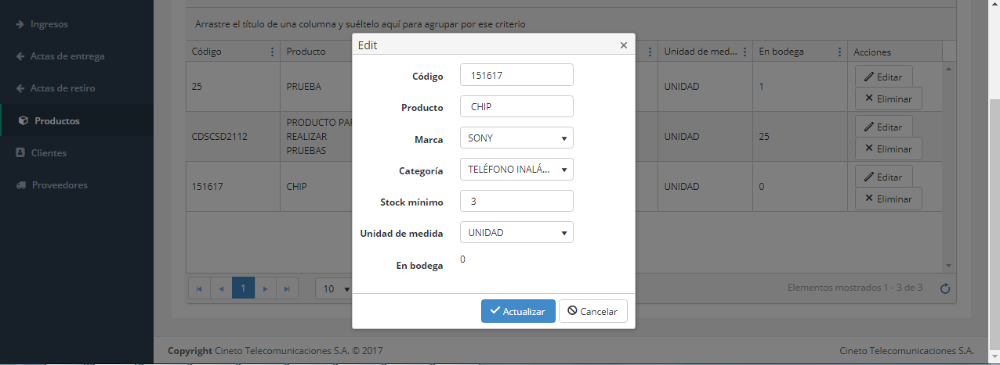 Ingresos
Actas de entrega
Actas de retiro
Productos
Clientes
Proveedores
Arrastre el título de una columna y suéltelo aquí para agrupar por ese criterio
Código Producto Unidad de med... En bodega Acciones
25 PRUEBA UNIDAD 1 Editar
Eliminar
CDSCSD2112 PRODUCTO PAR
REALIZAR
PRUEBAS UNIDAD 25 Editar
Eliminar
151617 CHIP UNIDAD 0 Editar
Eliminar
1 10 Elementos mostrados 1 - 3 de 3
Edit
Código 151617
Producto CHIP
Marca SONY
Categoría TELÉFONO INALÁ...
Stock mínimo 3
Unidad de medida UNIDAD
En bodega 0
Actualizar Cancelar
Copyright Cineto Telecomunicaciones S.A. © 2017 Cineto Telecomunicaciones S.A.